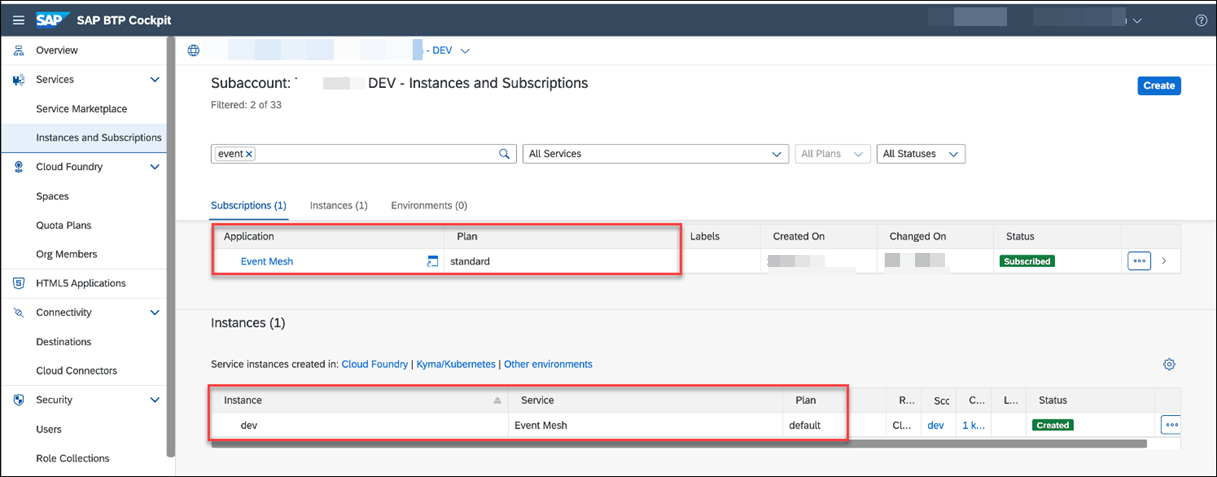 SAP SAP BTP Cockpit
Overview
- DEV
Services
Subaccount: DEV - Instances and Subscriptions
Create
Filtered: 2 of 33
Service Marketplace
Instances and Subscriptions
event All Services All Plans All Statuses
Cloud Foundry
Spaces
Quota Plans
Org Members
HTML5 Applications
Connectivity
Destinations
Cloud Connectors
Security
Users
Role Collections
Subscriptions (1) Instances (1) Environments (0)
Application Plan Labels Created On Changed On Status
Event Mesh standard Subscribed
Instances (1)
Service instances created in: Cloud Foundry | Kyma/Kubernetes | Other environments
Instance Service Plan R... Scc C... L... Status
dev Event Mesh default Cl... dev 1 k... Created